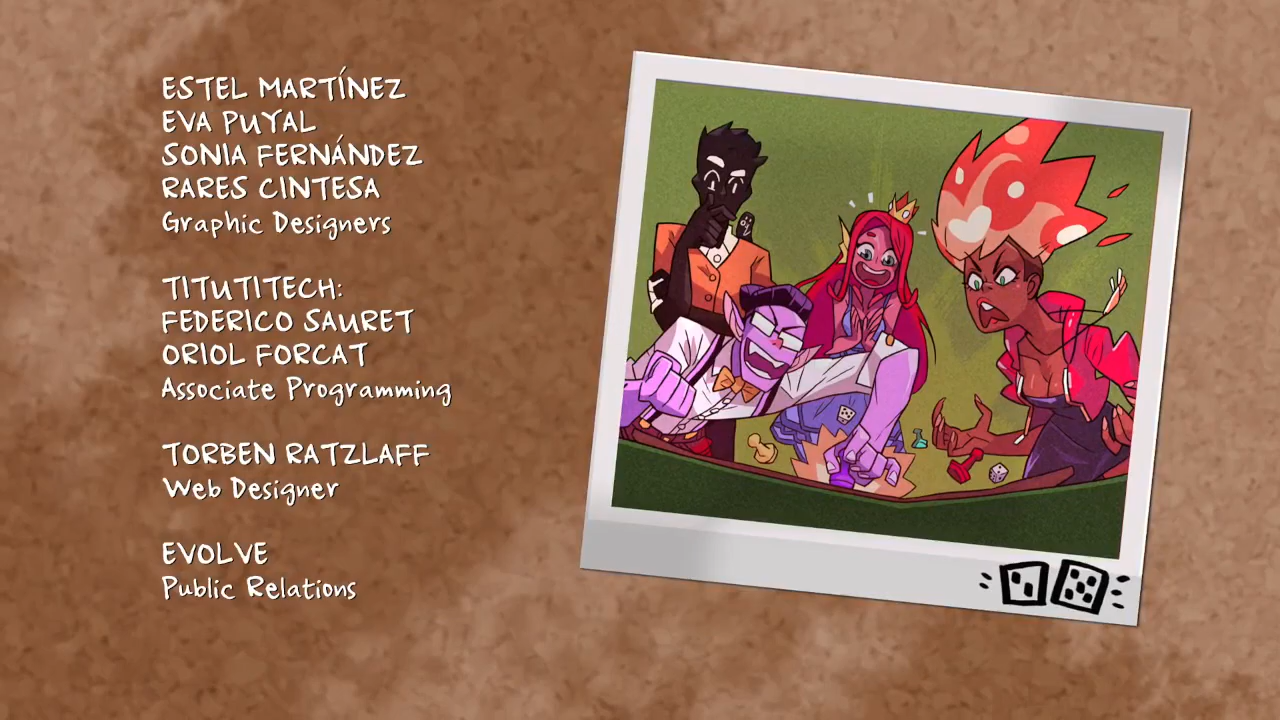 ESTEL MARTÍNEZ
EVA PUYAL
SONIA FERNÁNDEZ
RARES CINTESA
Graphic Designers
TITUTITECH:
FEDERICO SAURET
ORIOL FORCAT
Associate Programming
TORBEN RATZLAFF
Web Designer
EVOLVE
Public Relations